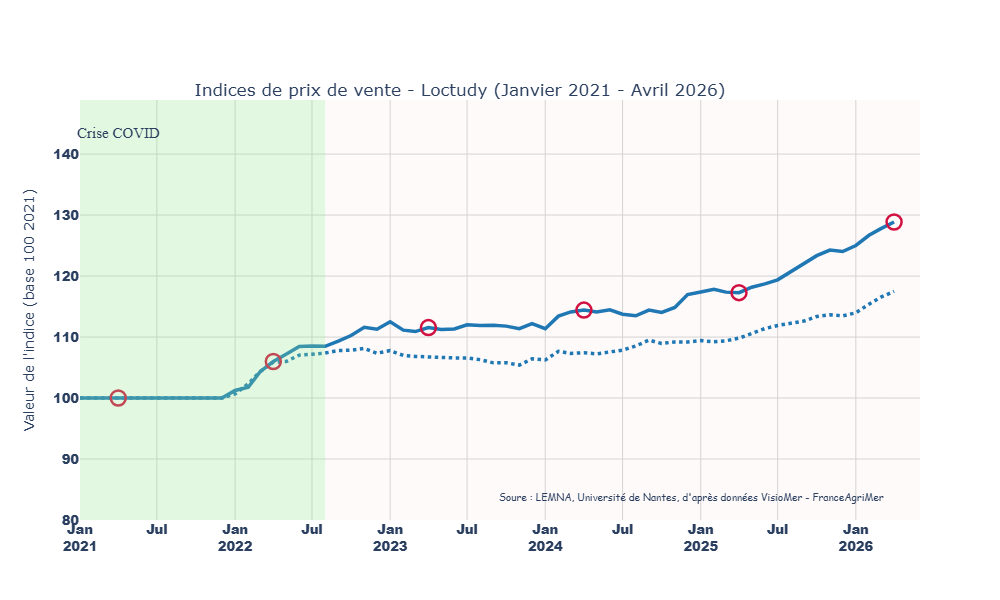 Indices de prix de vente - Loctudy (Janvier 2021 - Avril 2026)
Crise COVID
Valeur de l'indice (base 100 2021)
140
130
120
110
100
90
80
Soure : LEMNA, Université de Nantes, d'après données VisioMer - FranceAgriMer
Jan Jul Jan Jul Jan Jul Jan Jul Jan Jul Jan
2021 2022 2023 2024 2025 2026